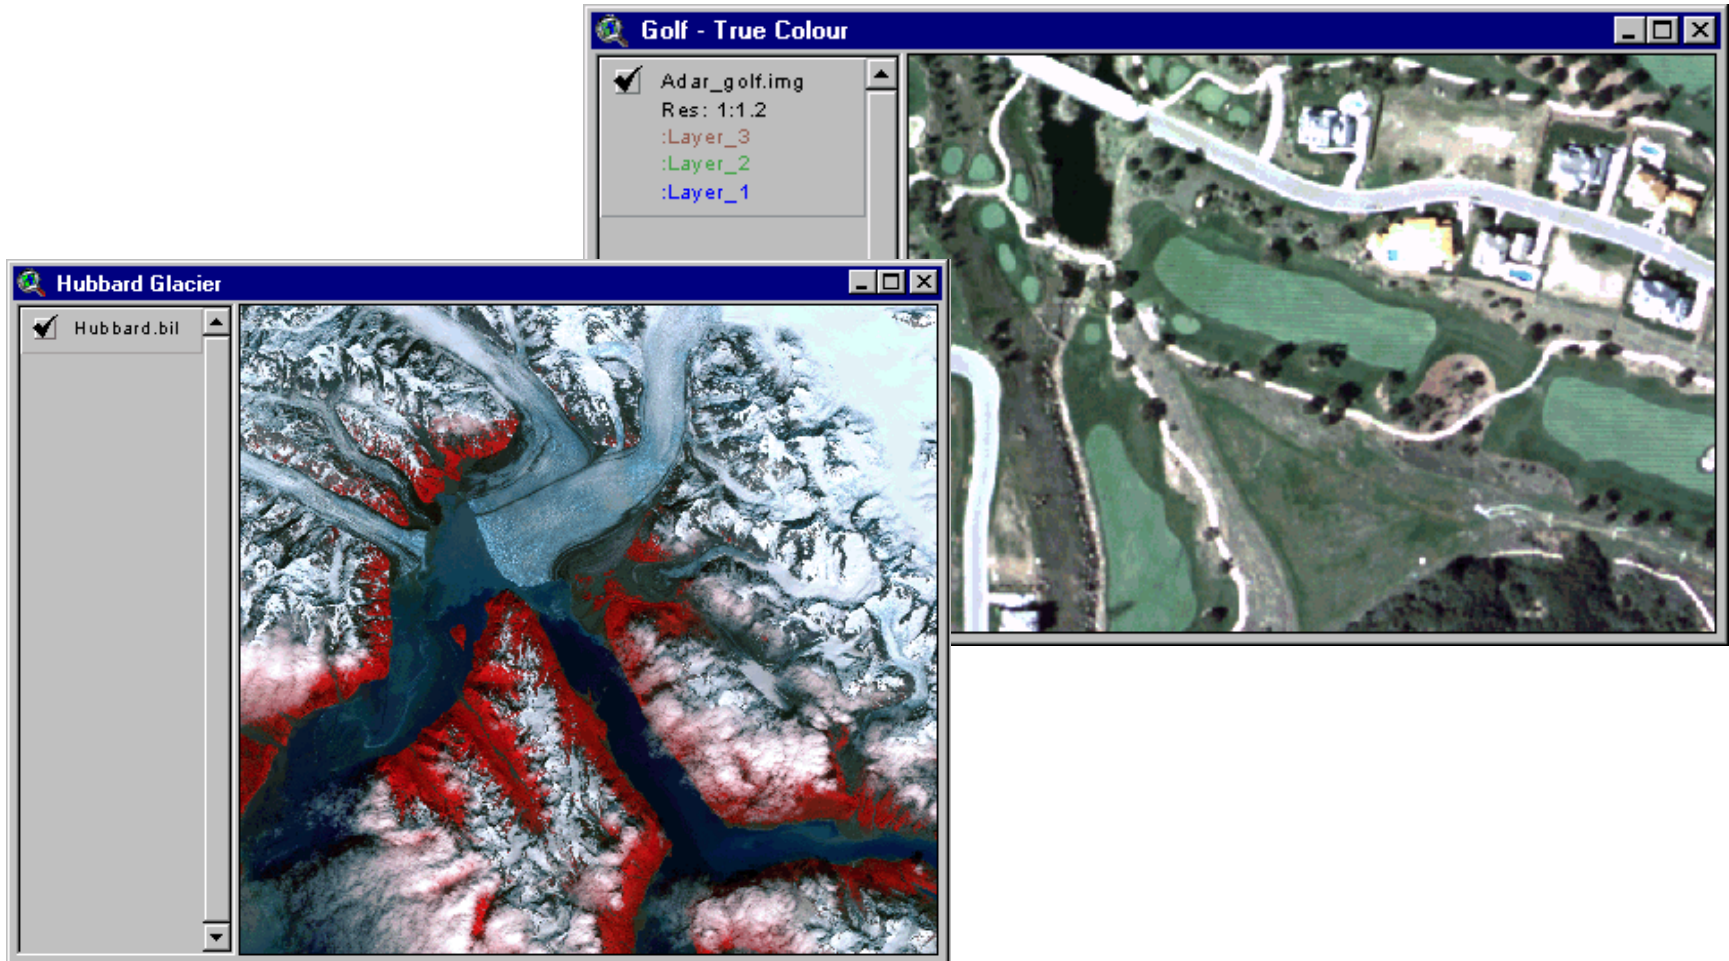 Golf - True Colour
Adar_golf.img
Res: 1:1.2
:Layer_3
:Layer_2
:Layer_1
Hubbard Glacier
Hubbard.bil